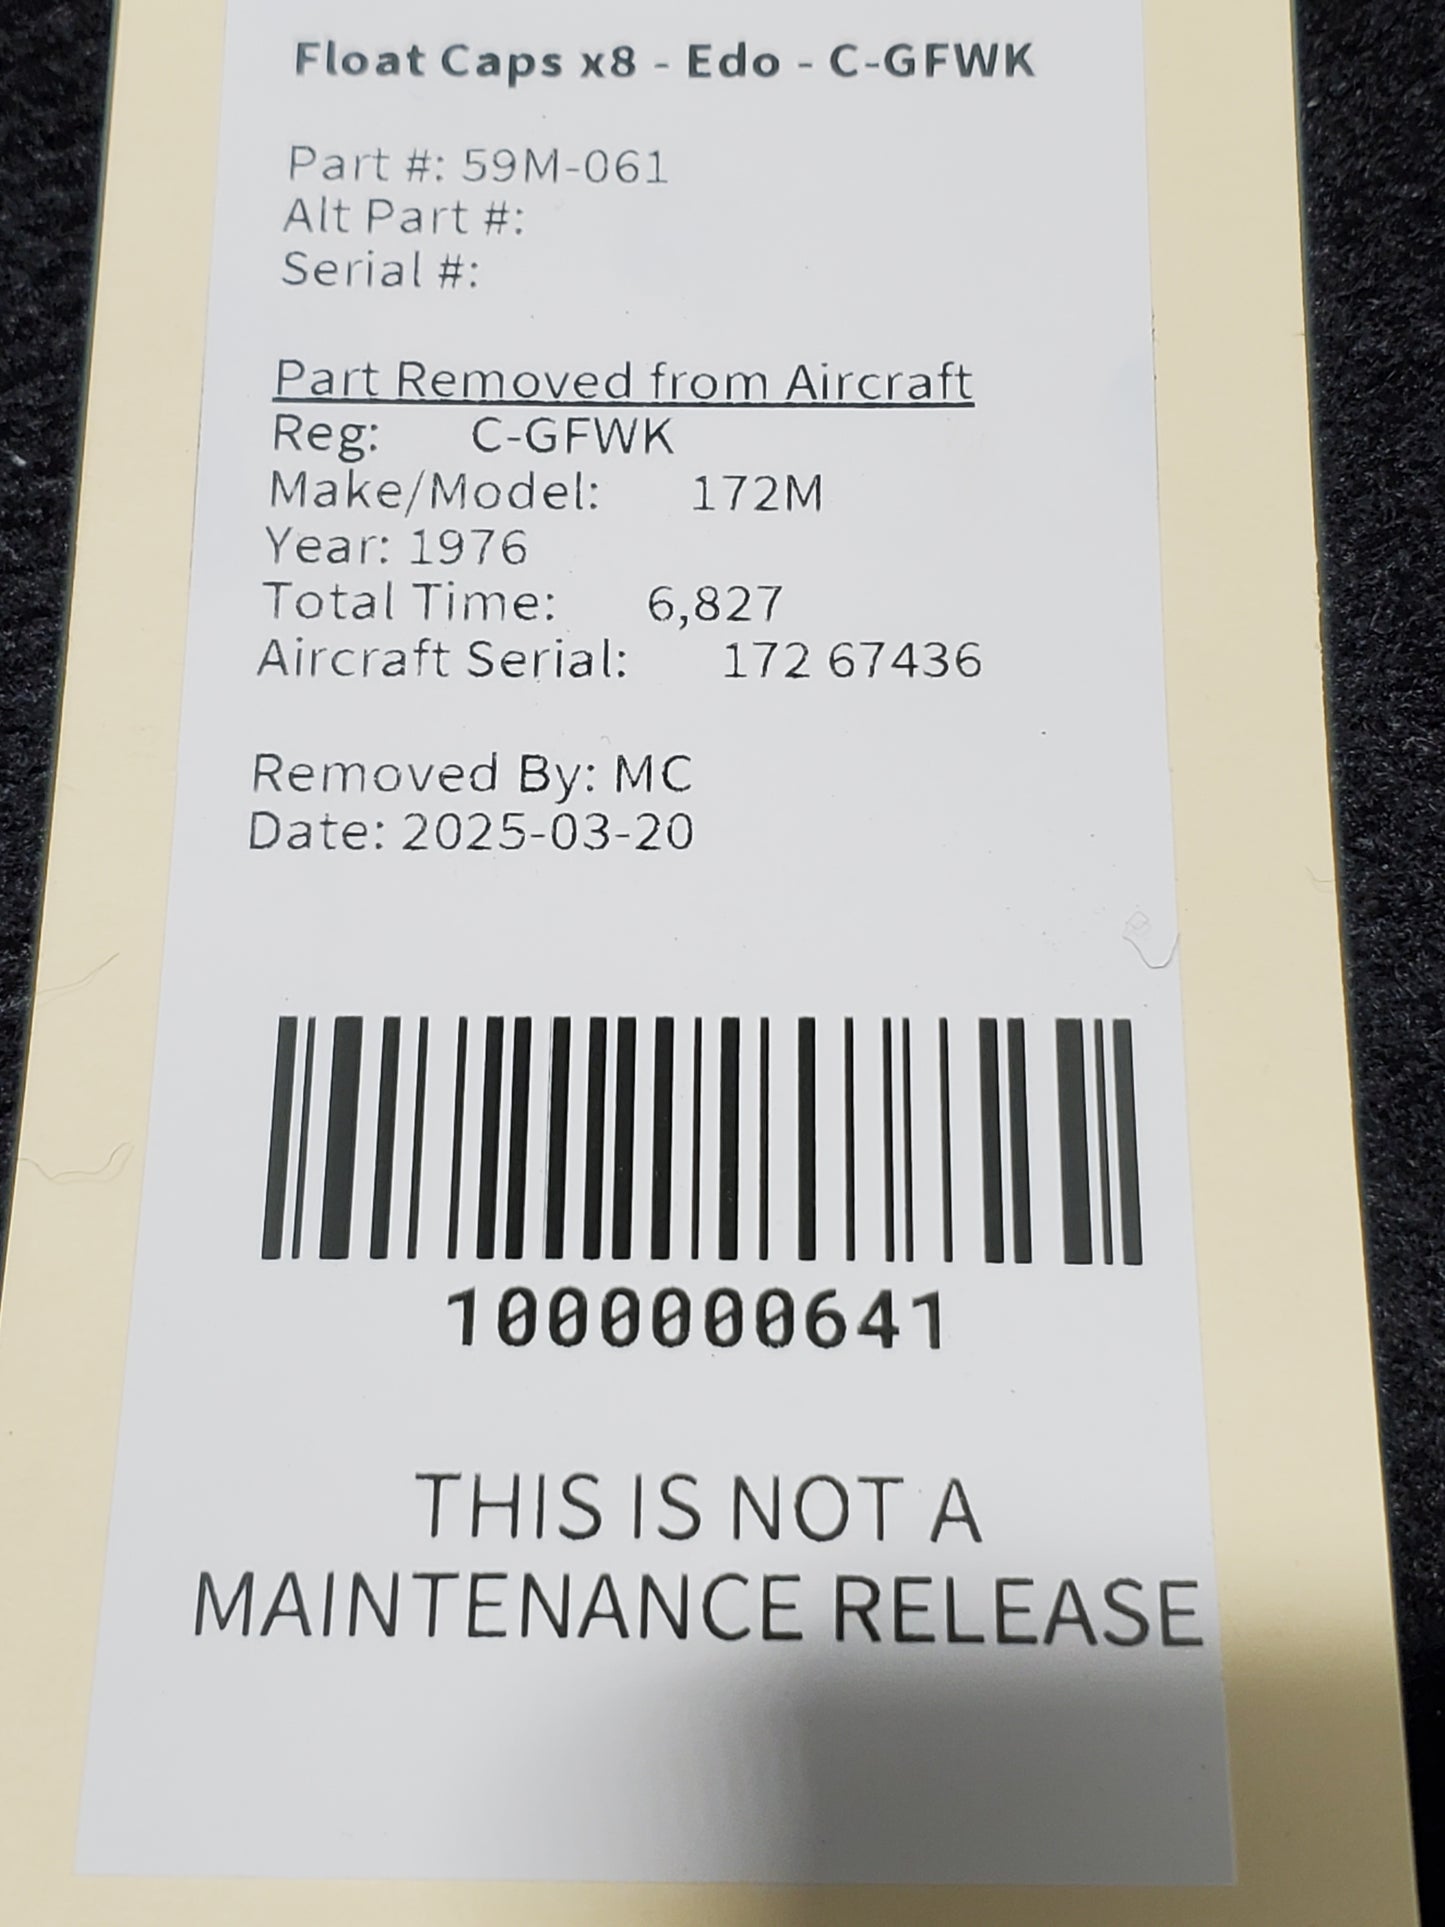 Float Caps x8 - Edo - C-GFWK
Part #: 59M-061
Alt Part #:
Serial #:
Part Removed from Aircraft
Reg: C-GFWK
Make/Model: 172M
Year: 1976
Total Time: 6,827
Aircraft Serial: 172 67436
Removed By: MC
Date: 2025-03-20
1000000641
THIS IS NOT A
MAINTENANCE RELEASE